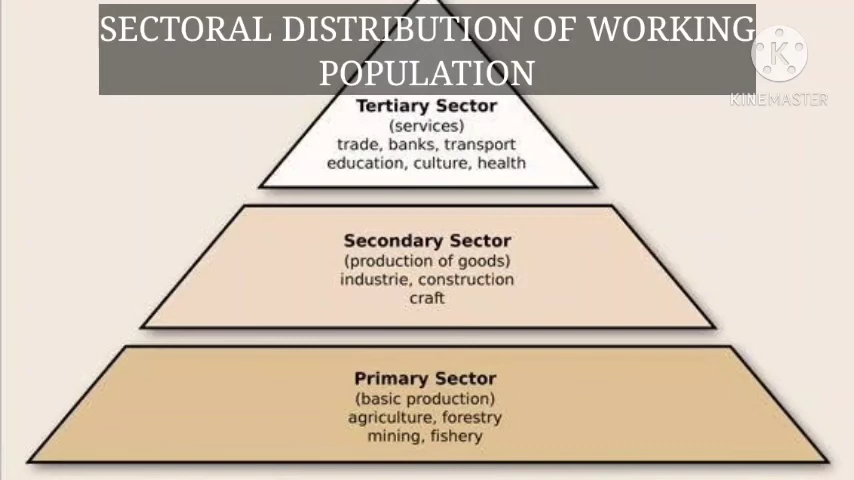 SECTORAL DISTRIBUTION OF WORKING
POPULATION
KINEMASTER
Tertiary Sector
(services)
trade, banks, transport
education, culture, health
Secondary Sector
(production of goods)
industrie, construction
craft
Primary Sector
(basic production)
agriculture, forestry
mining, fishery